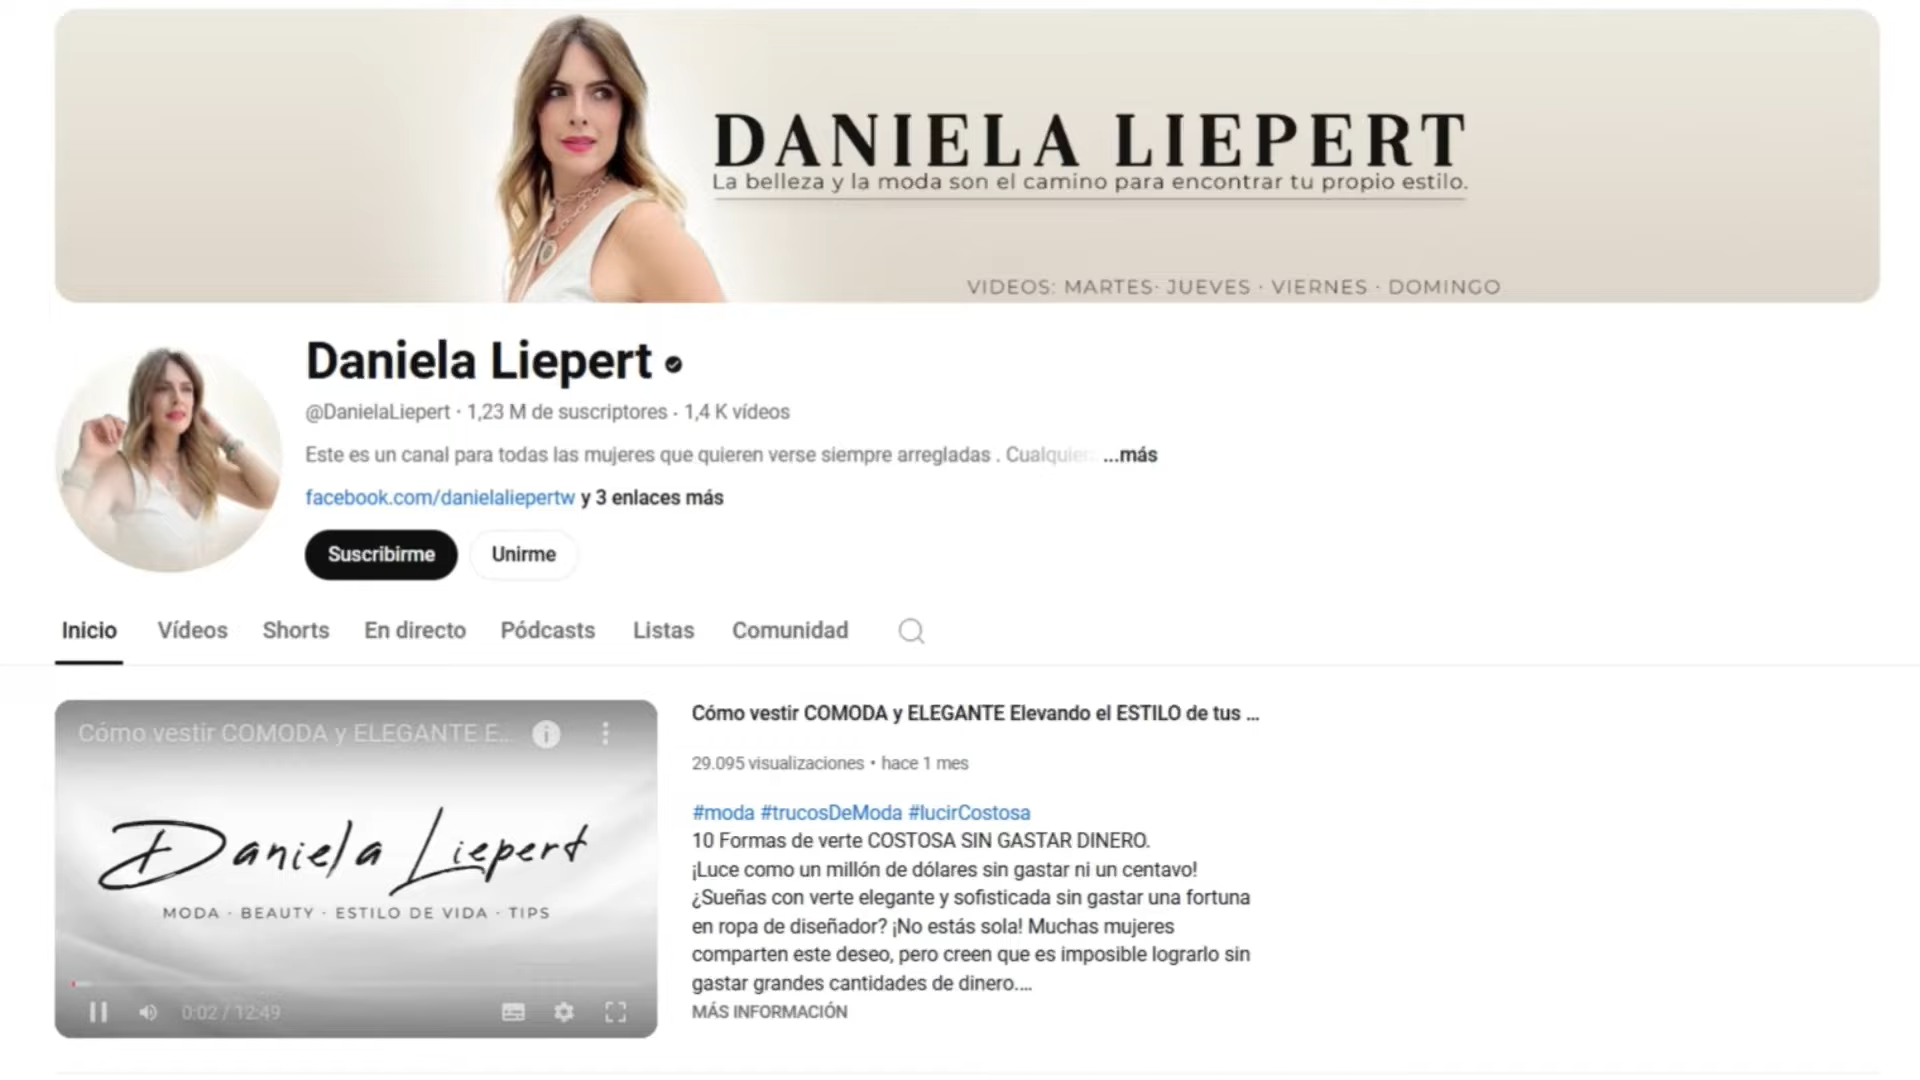 DANIELA LIEPERT
La belleza y la moda son el camino para encontrar tu propio estilo.
VIDEOS: MARTES· JUEVES · VIERNES · DOMINGO
Daniela Liepert
@DanielaLiepert · 1,23 M de suscriptores · 1,4 K vídeos
Este es un canal para todas las mujeres que quieren verse siempre arregladas . Cualquier ...más
facebook.com/danielaliepertw y 3 enlaces más
Suscribirme Unirme
Inicio Vídeos Shorts En directo Pódcasts Listas Comunidad
Cómo vestir COMODA y ELEGANTE E...
Daniela Liepert
MODA · BEAUTY · ESTILO DE VIDA · TIPS
0:02 / 12:49
Cómo vestir COMODA y ELEGANTE Elevando el ESTILO de tus ...
29.095 visualizaciones • hace 1 mes
#moda #trucosDeModa #lucirCostosa
10 Formas de verte COSTOSA SIN GASTAR DINERO.
¡Luce como un millón de dólares sin gastar ni un centavo!
¿Sueñas con verte elegante y sofisticada sin gastar una fortuna
en ropa de diseñador? ¡No estás sola! Muchas mujeres
comparten este deseo, pero creen que es imposible lograrlo sin
gastar grandes cantidades de dinero....
MÁS INFORMACIÓN